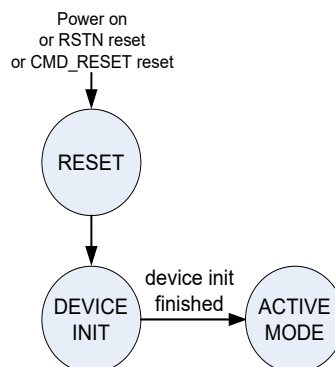 Power on
or RSTN reset
or CMD_RESET reset
RESET
device init
finished
DEVICE
INIT
ACTIVE
MODE